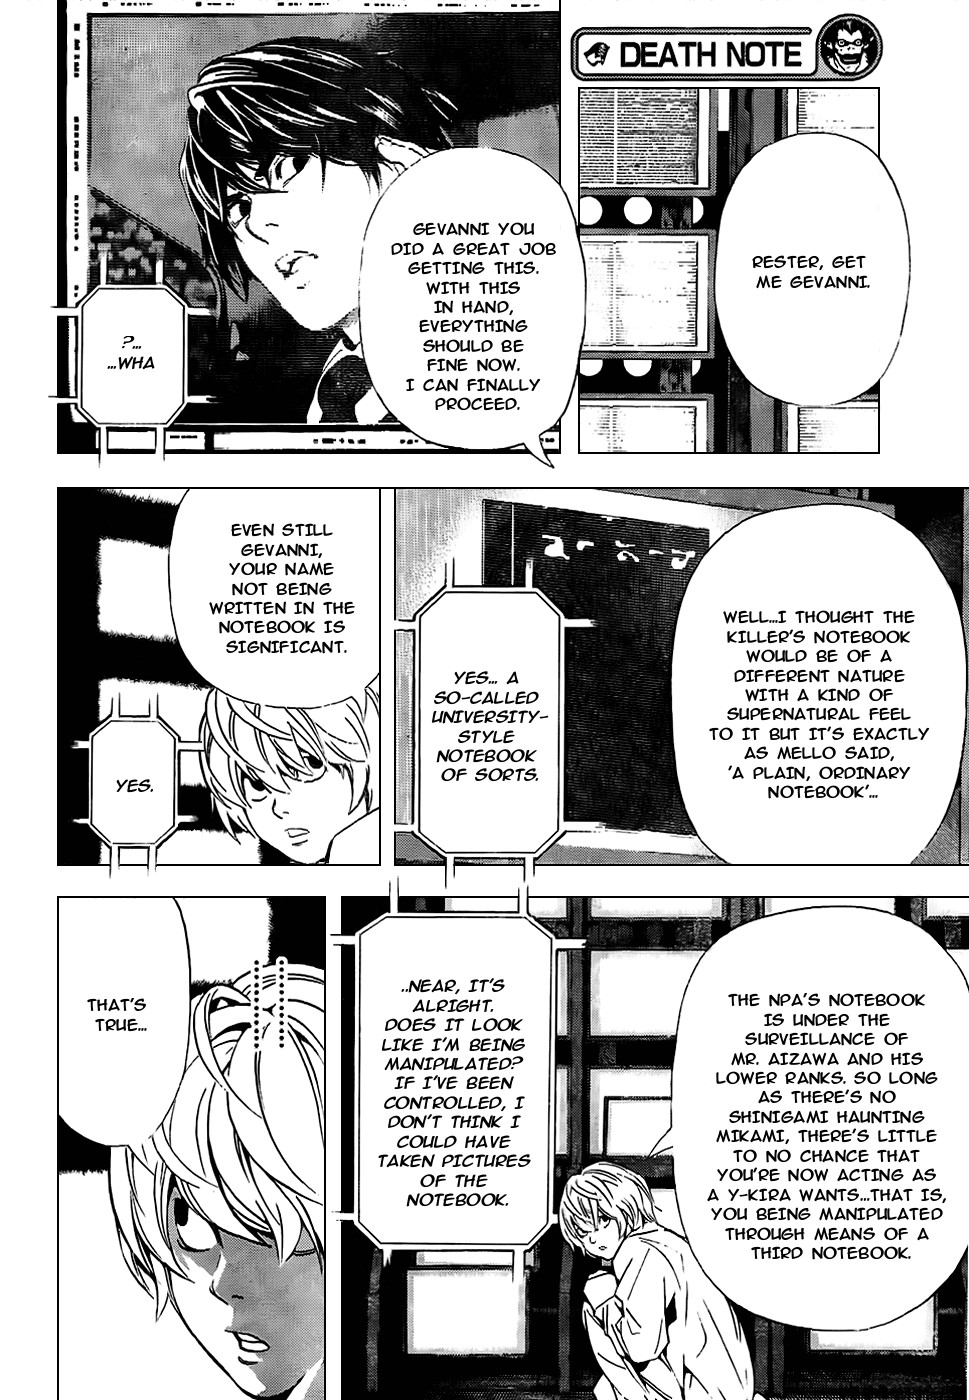 DEATH NOTE
RESTER, GET
ME GEVANNI.
GEVANNI YOU
DID A GREAT JOB
GETTING THIS.
WITH THIS
IN HAND,
EVERYTHING
SHOULD BE
FINE NOW.
I CAN FINALLY
PROCEED.
?...
...WHA
WELL...I THOUGHT THE
KILLER'S NOTEBOOK
WOULD BE OF A
DIFFERENT NATURE
WITH A KIND OF
SUPERNATURAL FEEL
TO IT BUT IT'S EXACTLY
AS MELLO SAID,
'A PLAIN, ORDINARY
NOTEBOOK'...
YES... A
SO-CALLED
UNIVERSITY-
STYLE
NOTEBOOK
OF SORTS.
EVEN STILL
GEVANNI,
YOUR NAME
NOT BEING
WRITTEN IN THE
NOTEBOOK IS
SIGNIFICANT.
YES.
THE NPA'S NOTEBOOK
IS UNDER THE
SURVEILLANCE OF
MR. AIZAWA AND HIS
LOWER RANKS. SO LONG
AS THERE'S NO
SHINIGAMI HAUNTING
MIKAMI, THERE'S LITTLE
TO NO CHANCE THAT
YOU'RE NOW ACTING AS
A Y-KIRA WANTS...THAT IS,
YOU BEING MANIPULATED
THROUGH MEANS OF A
THIRD NOTEBOOK.
..NEAR, IT'S
ALRIGHT.
DOES IT LOOK
LIKE I'M BEING
MANIPULATED?
IF I'VE BEEN
CONTROLLED, I
DON'T THINK I
COULD HAVE
TAKEN PICTURES
OF THE
NOTEBOOK.
THAT'S
TRUE...